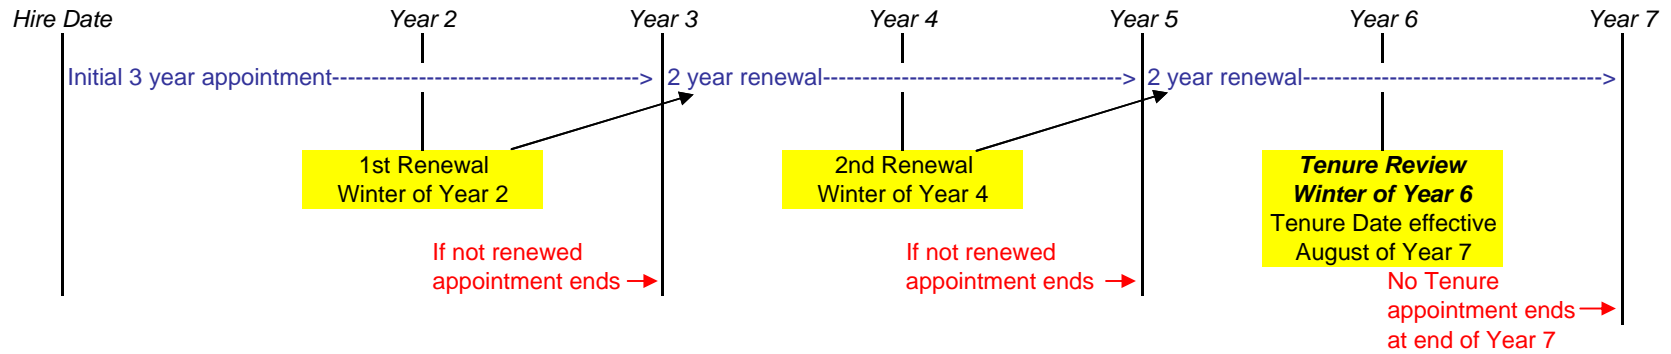 Hire Date
Year 2
Year 3
Year 4
Year 5
Year 6
Year 7
Initial 3 year appointment--------------------------------------->
2 year renewal--------------------------------------->
2 year renewal--------------------------------------->
1st Renewal
Winter of Year 2
2nd Renewal
Winter of Year 4
Tenure Review
Winter of Year 6
Tenure Date effective
August of Year 7
If not renewed
appointment ends
If not renewed
appointment ends
No Tenure
appointment ends
at end of Year 7